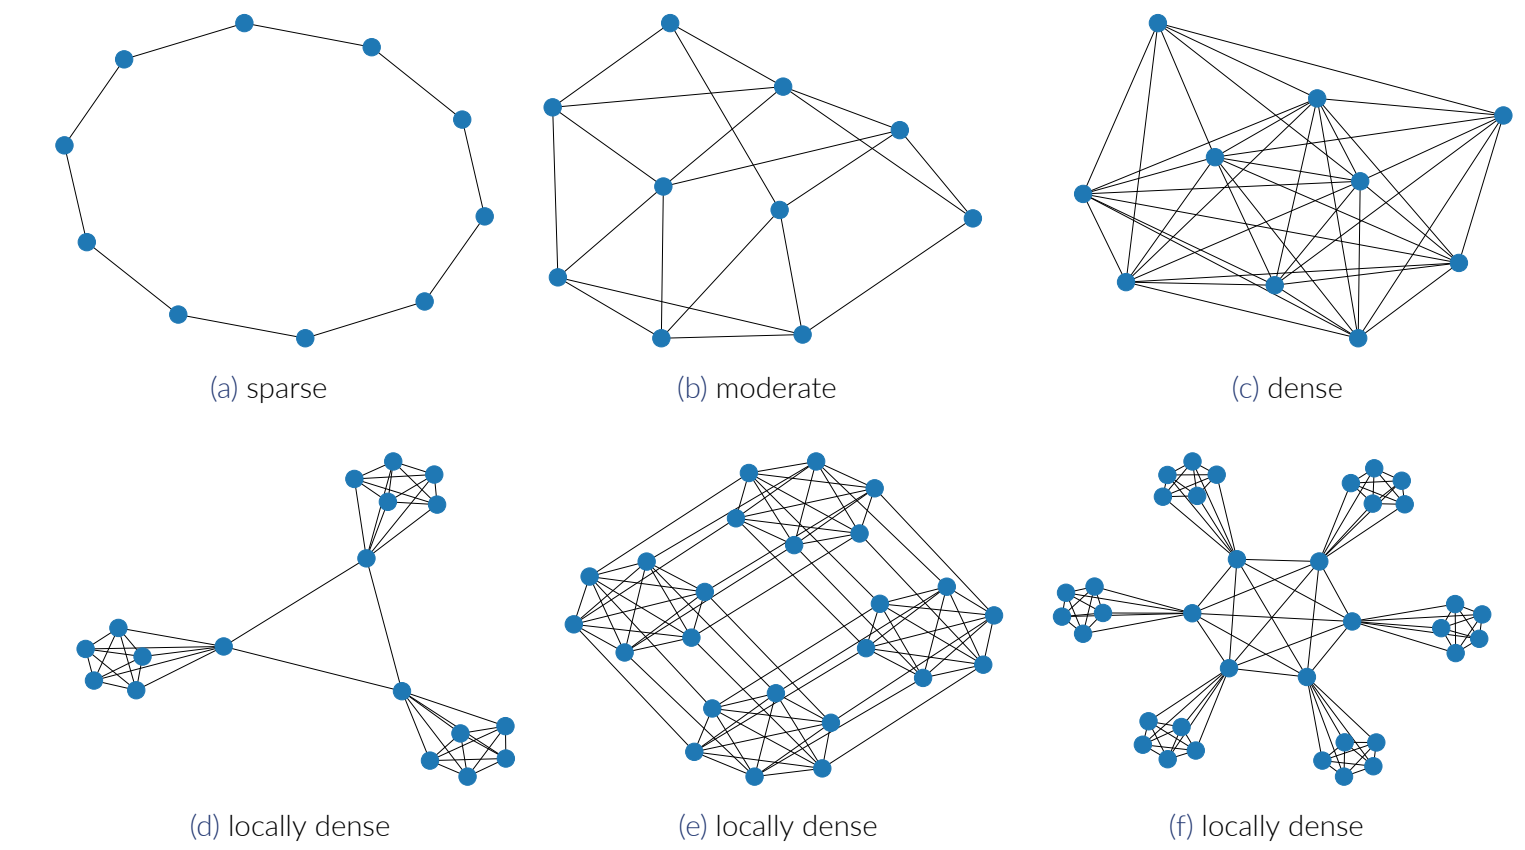 (a) sparse
(b) moderate
(c) dense
(d) locally dense
(e) locally dense
(f) locally dense